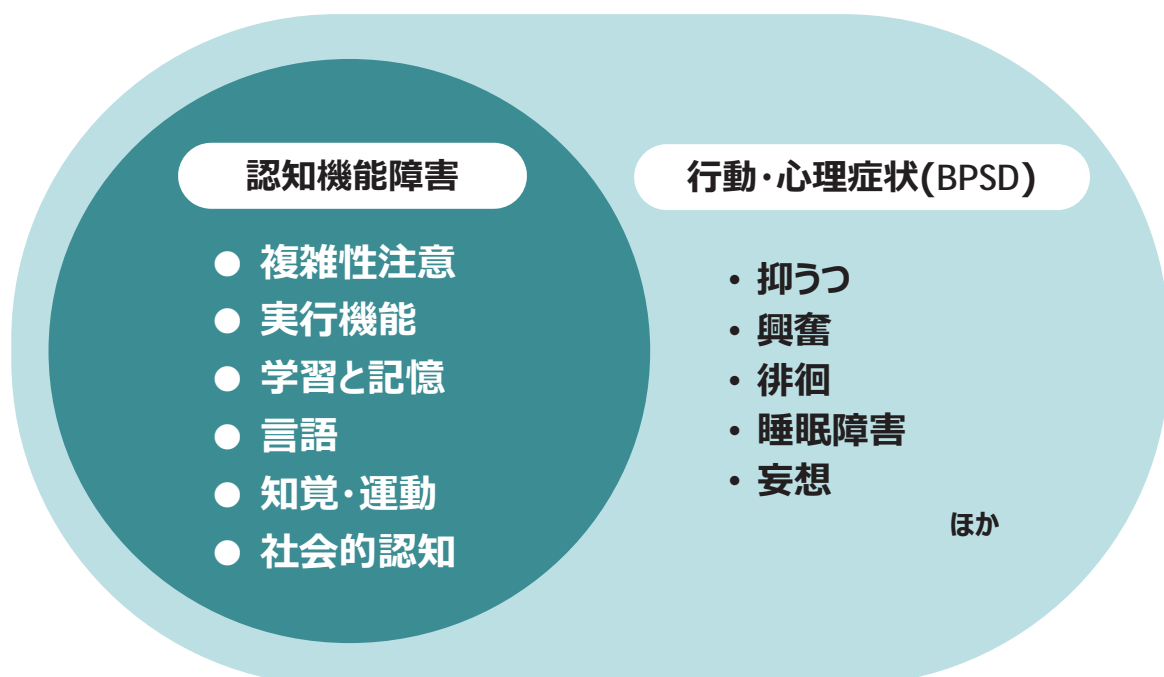 認知機能障害
● 複雑性注意
● 実行機能
● 学習と記憶
● 言語
● 知覚・運動
● 社会的認知
行動・心理症状(BPSD)
・抑うつ
・興奮
・徘徊
・睡眠障害
・妄想
ほか